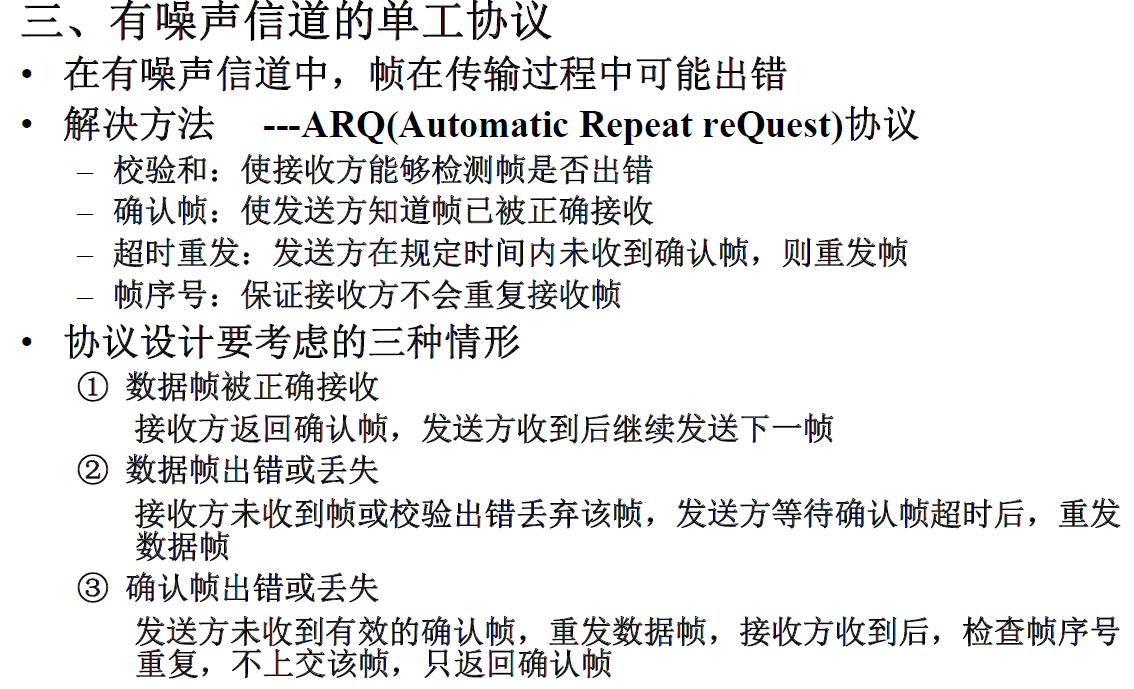 三、有噪声信道的单工协议
• 在有噪声信道中，帧在传输过程中可能出错
• 解决方法 ---ARQ(Automatic Repeat reQuest)协议
– 校验和：使接收方能够检测帧是否出错
– 确认帧：使发送方知道帧已被正确接收
– 超时重发：发送方在规定时间内未收到确认帧，则重发帧
– 帧序号：保证接收方不会重复接收帧
• 协议设计要考虑的三种情形
① 数据帧被正确接收
接收方返回确认帧，发送方收到后继续发送下一帧
② 数据帧出错或丢失
接收方未收到帧或校验出错丢弃该帧，发送方等待确认帧超时后，重发
数据帧
③ 确认帧出错或丢失
发送方未收到有效的确认帧，重发数据帧，接收方收到后，检查帧序号
重复，不上交该帧，只返回确认帧